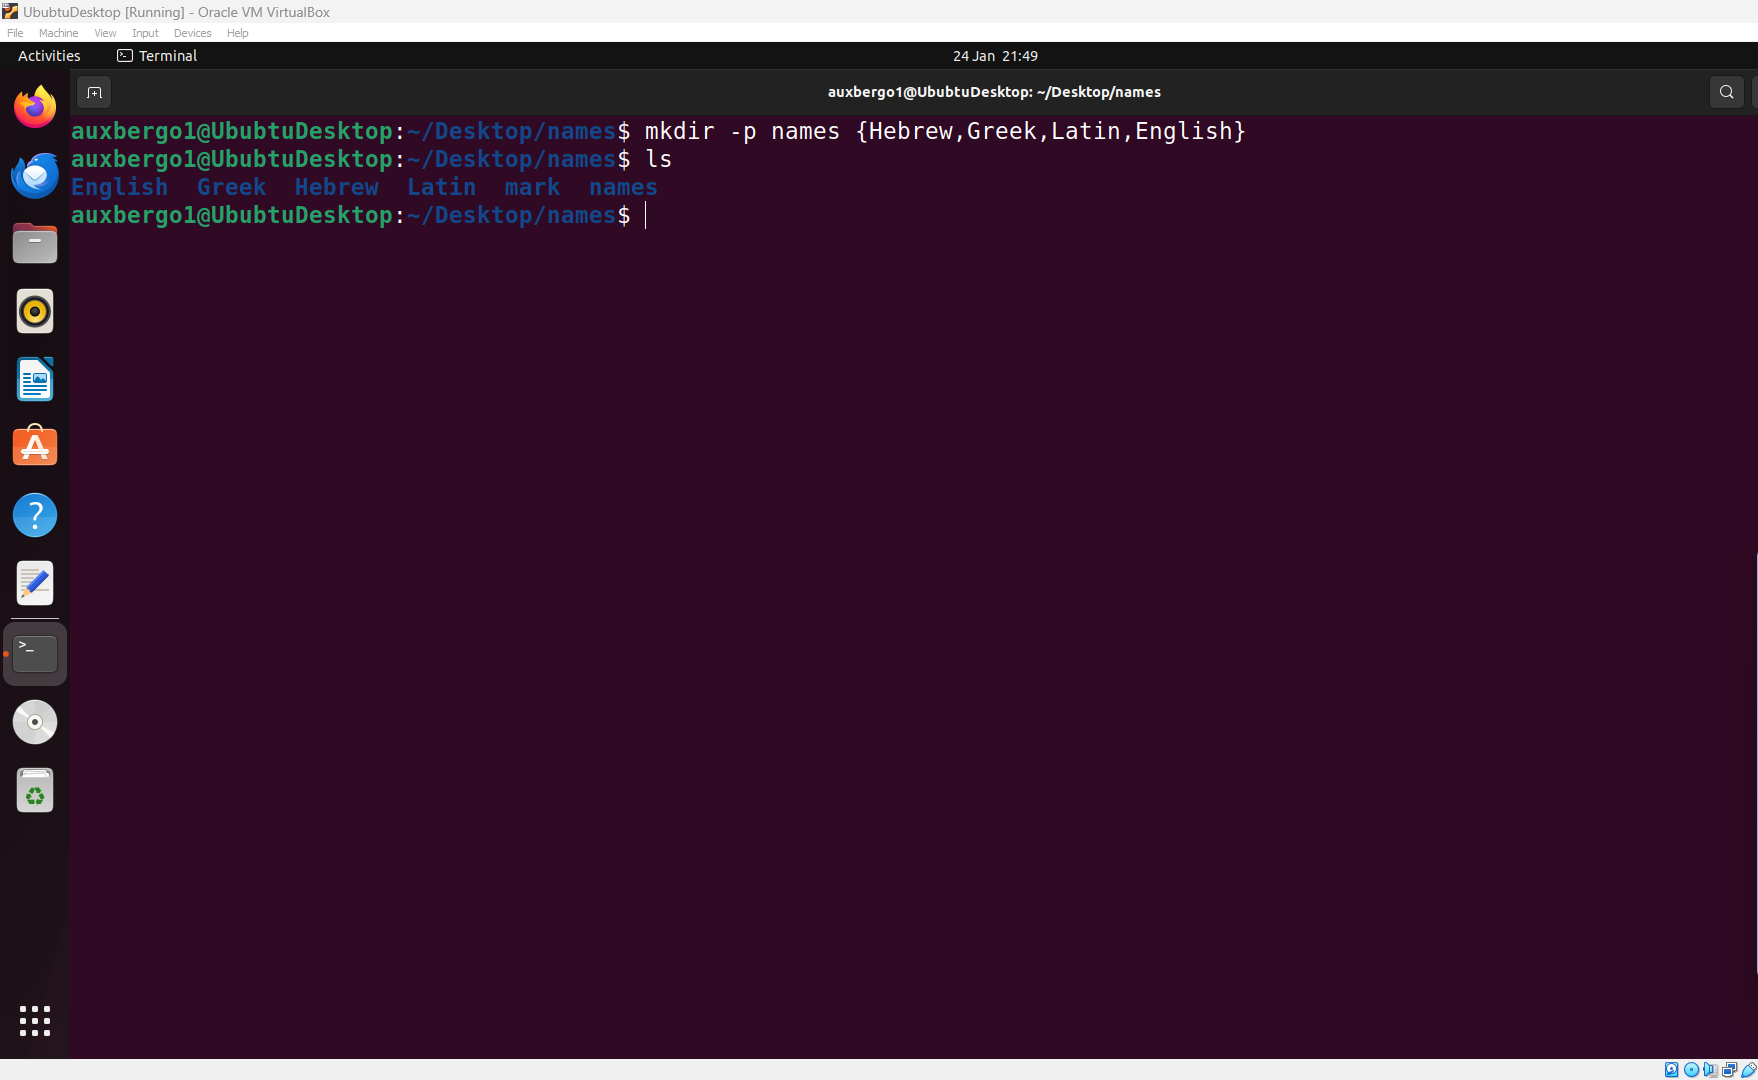 UbubtuDesktop [Running] - Oracle VM VirtualBox
File Machine View Input Devices Help
Activities Terminal 24 Jan 21:49
auxbergo1@UbubtuDesktop: ~/Desktop/names
auxbergo1@UbubtuDesktop:~/Desktop/names$ mkdir -p names {Hebrew,Greek,Latin,English}
auxbergo1@UbubtuDesktop:~/Desktop/names$ ls
English Greek Hebrew Latin mark names
auxbergo1@UbubtuDesktop:~/Desktop/names$